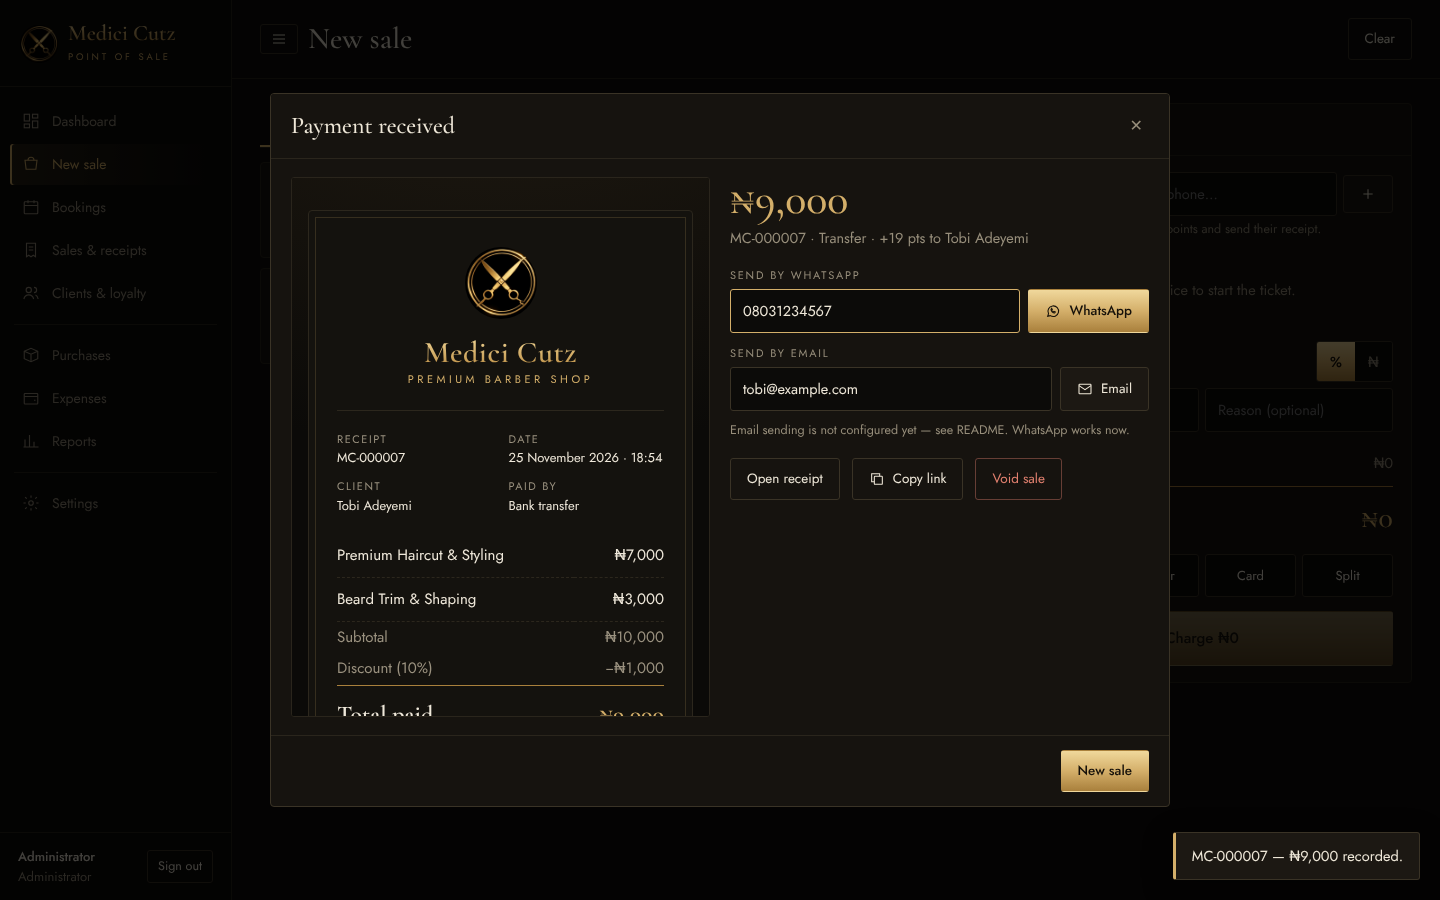 Medici Cutz
POINT OF SALE
Dashboard
New sale
Bookings
Sales & receipts
Clients & loyalty
Purchases
Expenses
Reports
Settings
Administrator
Administrator
Sign out
New sale
Clear
Payment received
×
Medici Cutz
PREMIUM BARBER SHOP
RECEIPT
MC-000007
DATE
25 November 2026 · 18:54
CLIENT
Tobi Adeyemi
PAID BY
Bank transfer
Premium Haircut & Styling ₦7,000
Beard Trim & Shaping ₦3,000
Subtotal ₦10,000
Discount (10%) −₦1,000
Total paid ₦9,000
₦9,000
MC-000007 · Transfer · +19 pts to Tobi Adeyemi
SEND BY WHATSAPP
08031234567
WhatsApp
SEND BY EMAIL
tobi@example.com
Email
Email sending is not configured yet — see README. WhatsApp works now.
Open receipt
Copy link
Void sale
New sale
phone...
+
points and send their receipt.
to start the ticket.
% ₦
Reason (optional)
₦0
₦0
Card
Split
Charge ₦0
MC-000007 — ₦9,000 recorded.